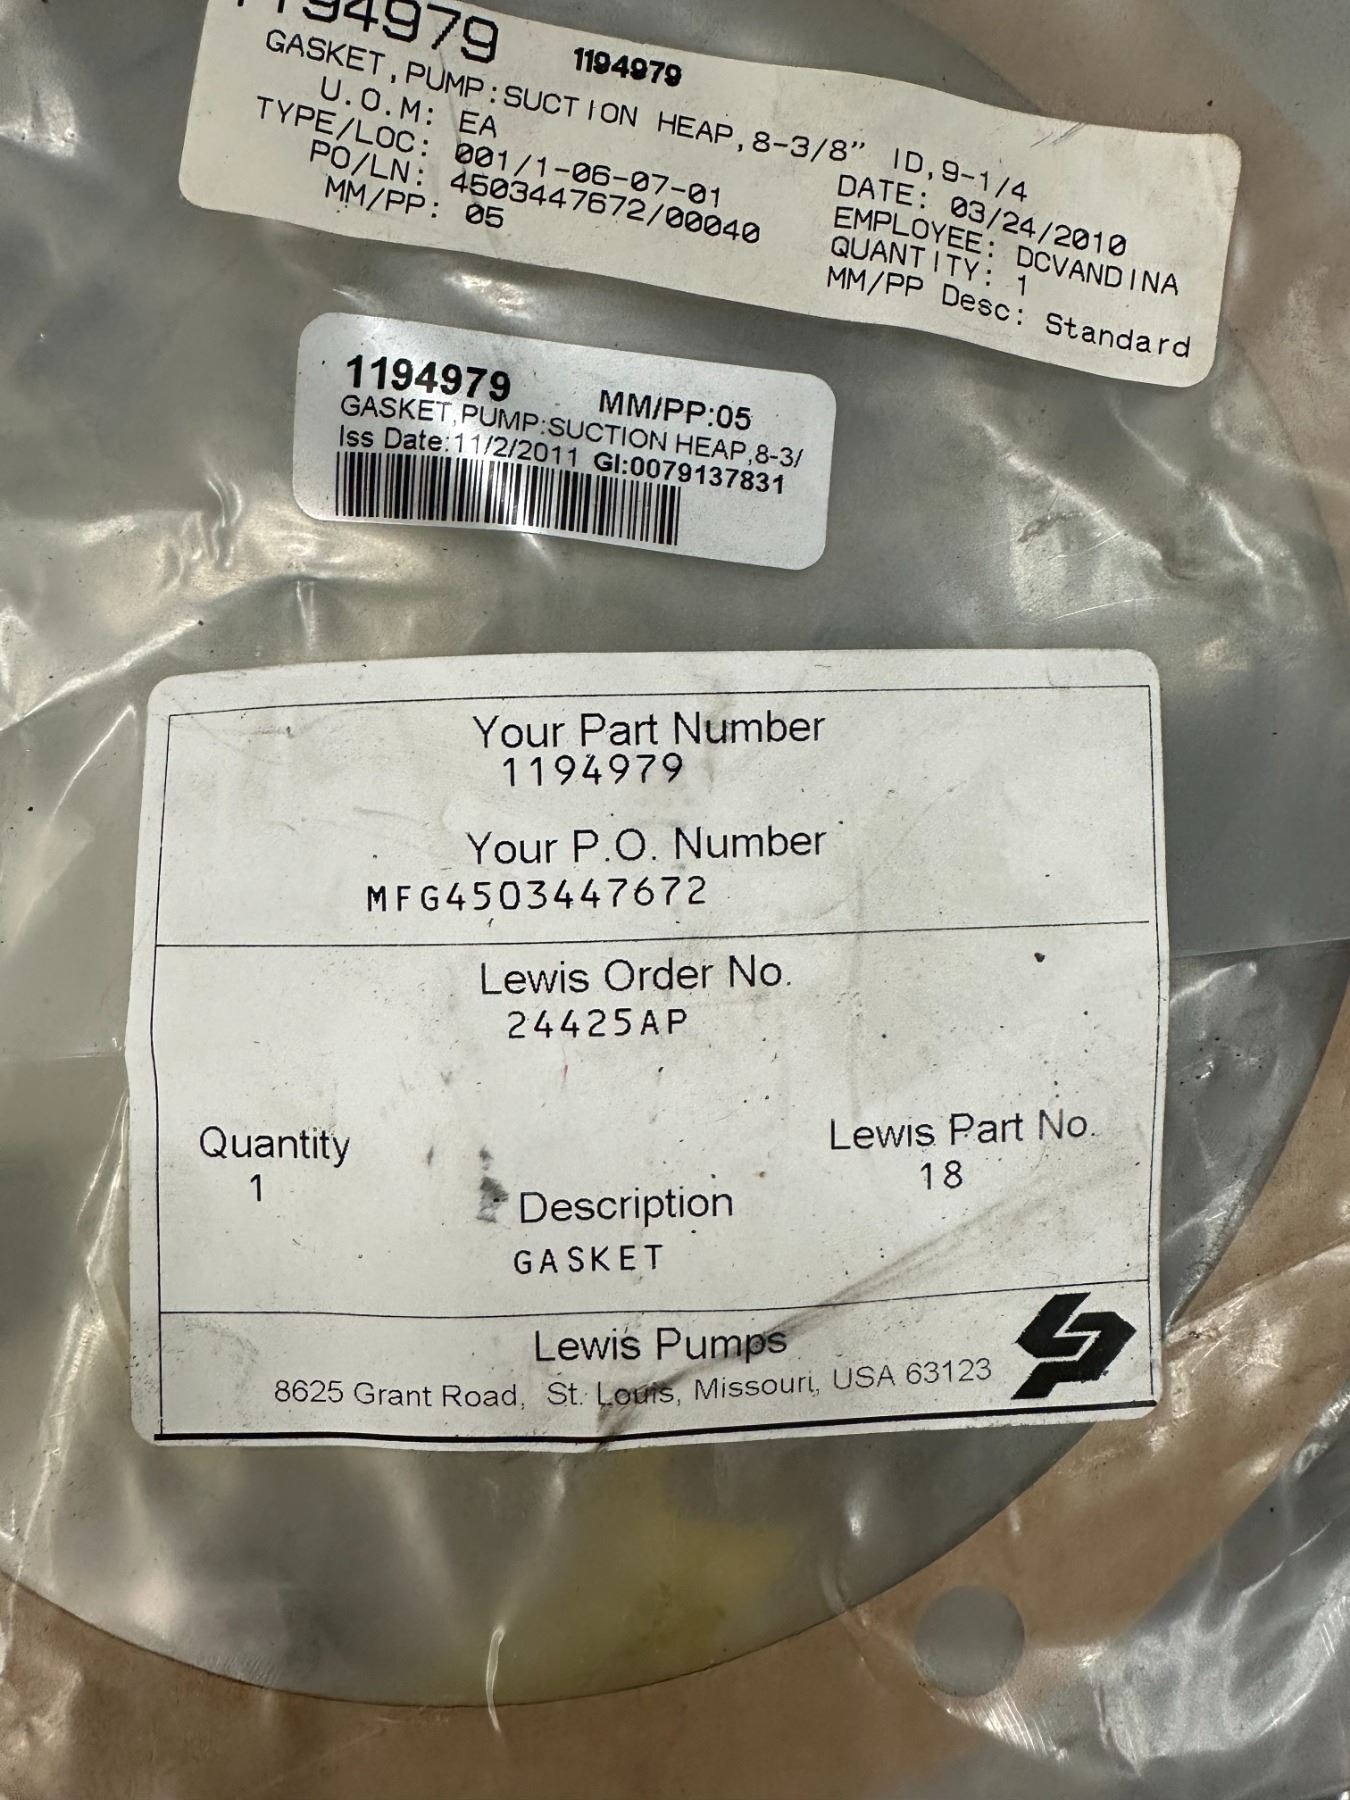 1194979 1194979
GASKET,PUMP:SUCTION HEAP,8-3/8" ID,9-1/4
U.O.M: EA
TYPE/LOC: 001/1-06-07-01
PO/LN: 4503447672/00040
MM/PP: 05
DATE: 03/24/2010
EMPLOYEE: DCVANDINA
QUANTITY: 1
MM/PP Desc: Standard
1194979 MM/PP:05
GASKET,PUMP:SUCTION HEAP,8-3/
Iss Date:11/2/2011 GI:0079137831
Your Part Number
1194979
Your P.O. Number
MFG4503447672
Lewis Order No.
24425AP
Quantity
1
Lewis Part No.
18
Description
GASKET
Lewis Pumps
8625 Grant Road, St. Louis, Missouri, USA 63123
LP